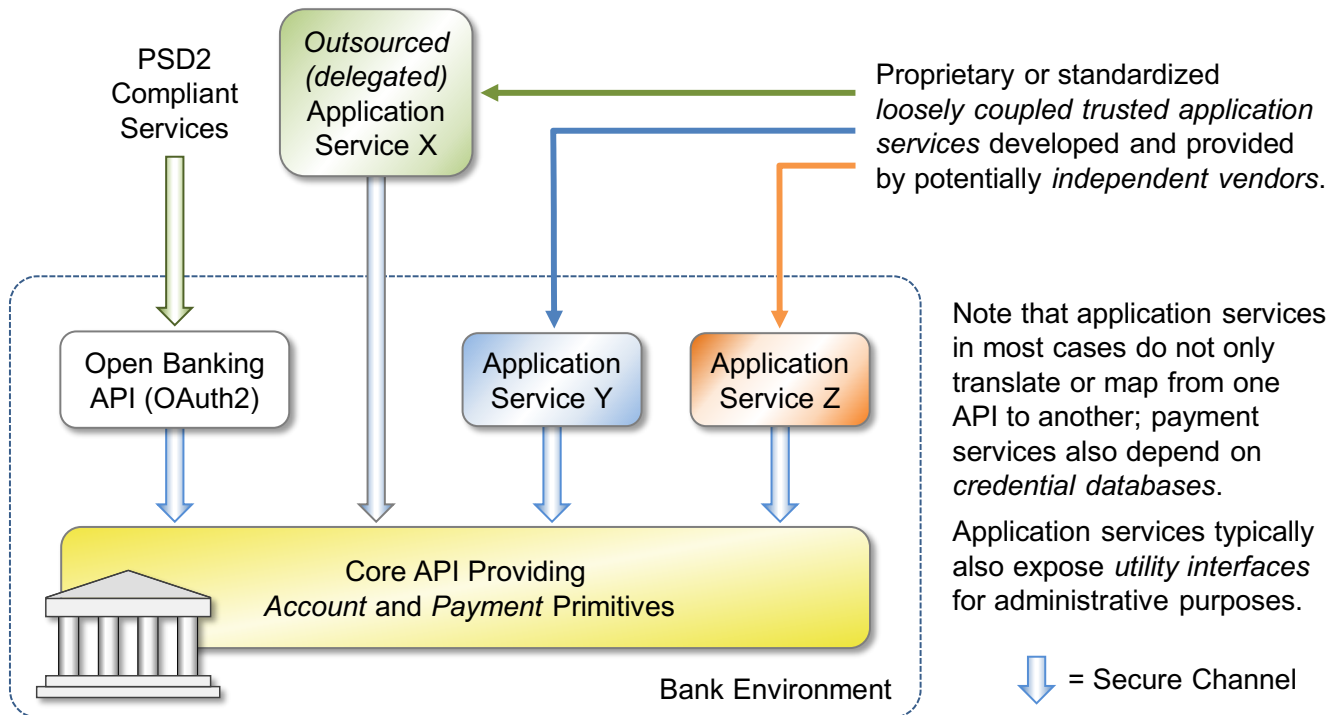 PSD2
Compliant
Services
Outsourced
(delegated)
Application
Service X
Proprietary or standardized
loosely coupled trusted application
services developed and provided
by potentially independent vendors.
Open Banking
API (OAuth2)
Application
Service Y
Application
Service Z
Note that application services
in most cases do not only
translate or map from one
API to another; payment
services also depend on
credential databases.
Application services typically
also expose utility interfaces
for administrative purposes.
Core API Providing
Account and Payment Primitives
Bank Environment
= Secure Channel